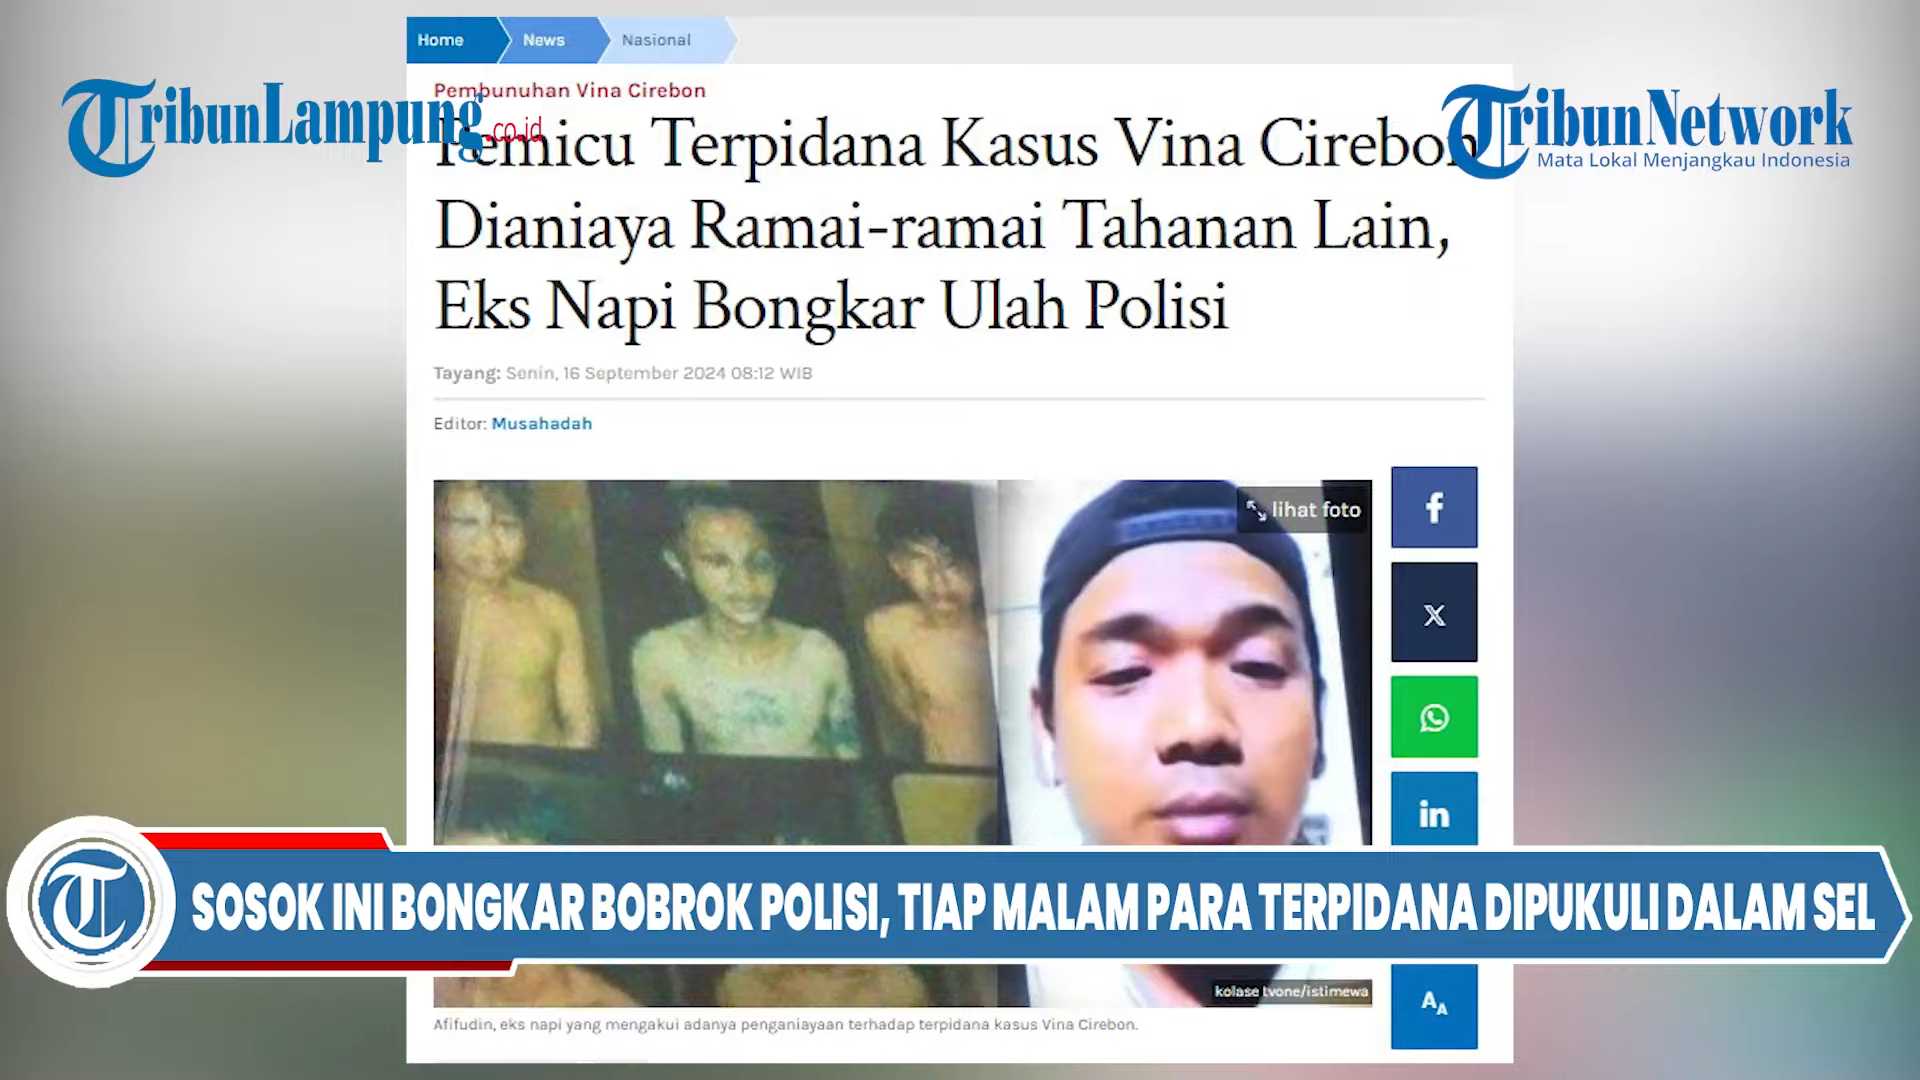 Home
News
Nasional
TribunLampung.co.id
TribunNetwork
Mata Lokal Menjangkau Indonesia
Pembunuhan Vina Cirebon
Pemicu Terpidana Kasus Vina Cirebon
Dianiaya Ramai-ramai Tahanan Lain,
Eks Napi Bongkar Ulah Polisi
Tayang: Senin, 16 September 2024 08:12 WIB
Editor: Musahadah
lihat foto
SOSOK INI BONGKAR BOBROK POLISI, TIAP MALAM PARA TERPIDANA DIPUKULI DALAM SEL
kolase tvone/istimewa
AA
Afifudin, eks napi yang mengakui adanya penganiayaan terhadap terpidana kasus Vina Cirebon.